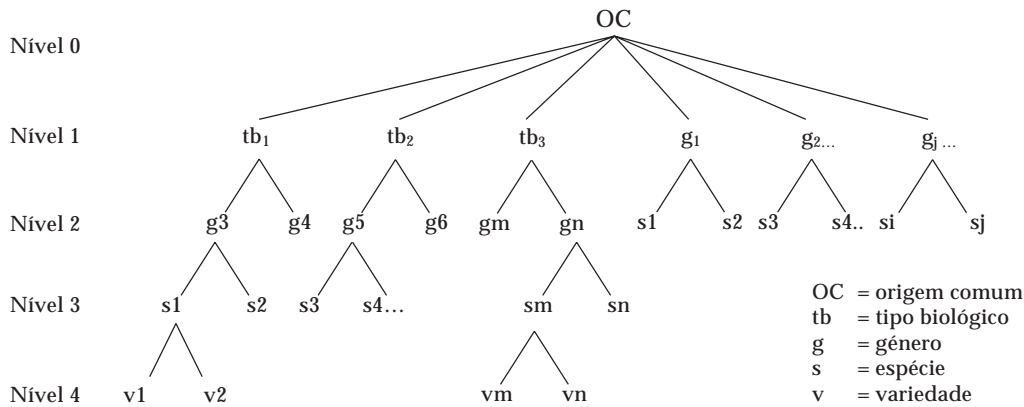 OC
Nível 0
Nível 1 tb₁ tb₂ tb₃ g₁ g₂... gⱼ ...
Nível 2 g3 g4 g5 g6 gm gn s1 s2 s3 s4.. si sj
Nível 3 s1 s2 s3 s4... sm sn
Nível 4 v1 v2 vm vn
OC = origem comum
tb = tipo biológico
g = género
s = espécie
v = variedade